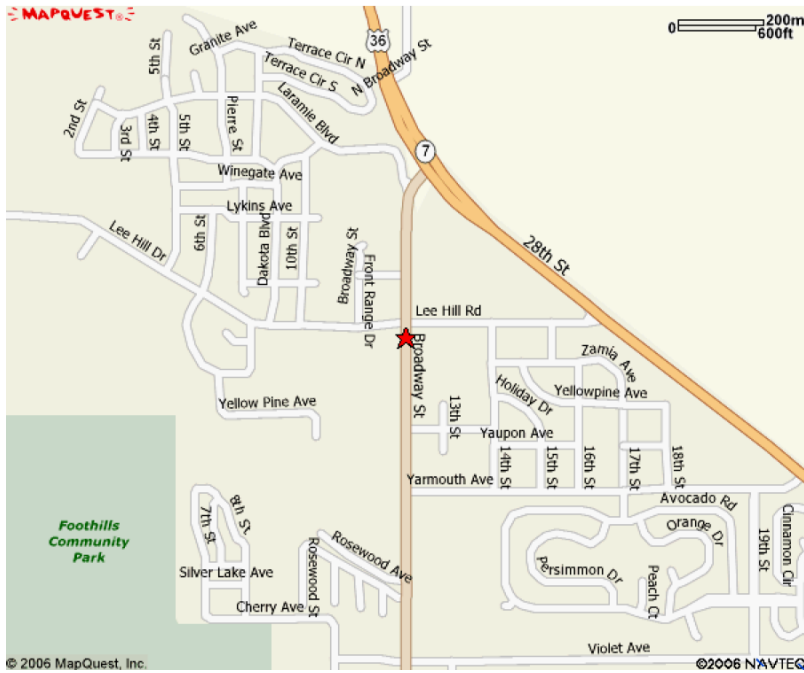 MAPQUEST
0 200m
600ft
36
Granite Ave
Terrace Cir N
N Broadway St
5th St
Terrace Cir S
Laramie Blvd
2nd St
3rd St
4th St
5th St
Pierre St
7
Winegate Ave
Lykins Ave
Lee Hill Dr
6th St
Dakota Blvd
10th St
Broadway St
Front Range Dr
28th St
Lee Hill Rd
Broadway St
Zamia Ave
Holiday Dr
Yellowpine Ave
Yellow Pine Ave
13th St
Yaupon Ave
14th St
15th St
16th St
17th St
18th St
Yarmouth Ave
Avocado Rd
7th St
8th St
Foothills
Community
Park
Rosewood Ave
Rosewood St
Orange Dr
19th St
Cinnamon Cir
Silver Lake Ave
Persimmon Dr
Peach Ct
Cherry Ave
Violet Ave
© 2006 MapQuest, Inc.
©2006 NAVTEQ